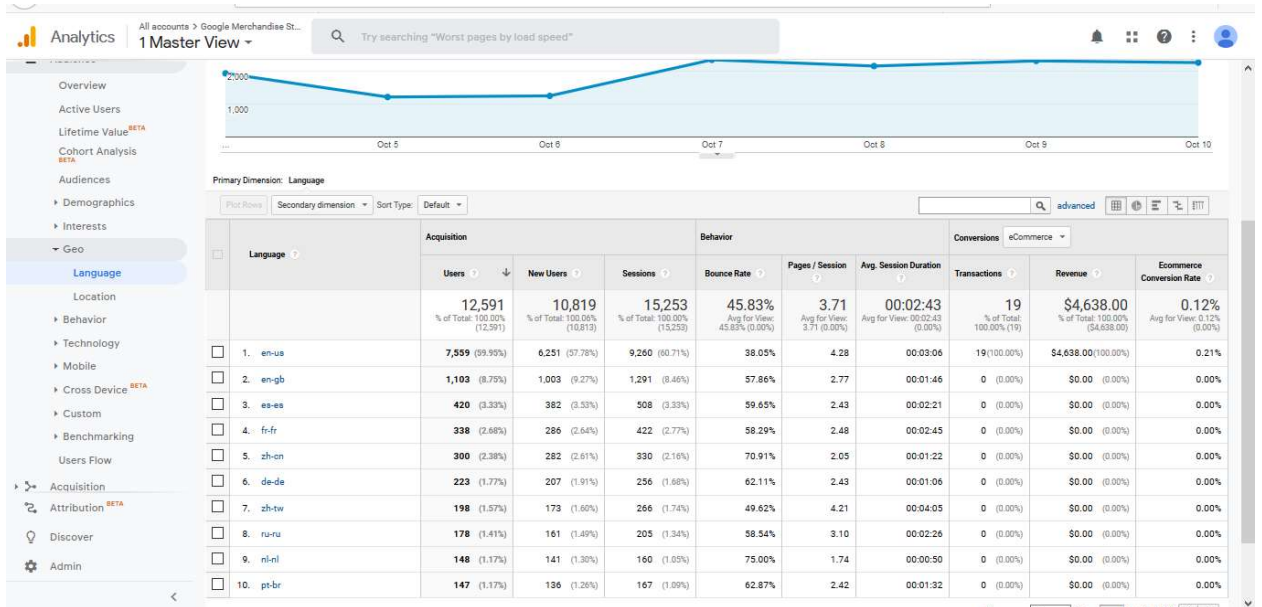 All accounts > Google Merchandise St...
Analytics
1 Master View
Try searching "Worst pages by load speed"
Overview
Active Users
Lifetime Value BETA
Cohort Analysis
BETA
Audiences
Demographics
Interests
Geo
Language
Location
Behavior
Technology
Mobile
Cross Device BETA
Custom
Benchmarking
Users Flow
Acquisition
Attribution BETA
Discover
Admin
2,000
1,000
... Oct 5 Oct 6 Oct 7 Oct 8 Oct 9 Oct 10
Primary Dimension: Language
Plot Rows Secondary dimension Sort Type: Default advanced
Language Acquisition Behavior Conversions eCommerce
Users New Users Sessions Bounce Rate Pages / Session Avg. Session Duration Transactions Revenue Ecommerce Conversion Rate
12,591 10,819 15,253 45.83% 3.71 00:02:43 19 $4,638.00 0.12%
% of Total: 100.00% % of Total: 100.06% % of Total: 100.00% Avg for View: Avg for View: Avg for View: 00:02:43 % of Total: % of Total: 100.00% Avg for View: 0.12%
(12,591) (10,813) (15,253) 45.83% (0.00%) 3.71 (0.00%) (0.00%) 100.00% (19) ($4,638.00) (0.00%)
1. en-us 7,559 (59.95%) 6,251 (57.78%) 9,260 (60.71%) 38.05% 4.28 00:03:06 19(100.00%) $4,638.00(100.00%) 0.21%
2. en-gb 1,103 (8.75%) 1,003 (9.27%) 1,291 (8.46%) 57.86% 2.77 00:01:46 0 (0.00%) $0.00 (0.00%) 0.00%
3. es-es 420 (3.33%) 382 (3.53%) 508 (3.33%) 59.65% 2.43 00:02:21 0 (0.00%) $0.00 (0.00%) 0.00%
4. fr-fr 338 (2.68%) 286 (2.64%) 422 (2.77%) 58.29% 2.48 00:02:45 0 (0.00%) $0.00 (0.00%) 0.00%
5. zh-cn 300 (2.38%) 282 (2.61%) 330 (2.16%) 70.91% 2.05 00:01:22 0 (0.00%) $0.00 (0.00%) 0.00%
6. de-de 223 (1.77%) 207 (1.91%) 256 (1.68%) 62.11% 2.43 00:01:06 0 (0.00%) $0.00 (0.00%) 0.00%
7. zh-tw 198 (1.57%) 173 (1.60%) 266 (1.74%) 49.62% 4.21 00:04:05 0 (0.00%) $0.00 (0.00%) 0.00%
8. ru-ru 178 (1.41%) 161 (1.49%) 205 (1.34%) 58.54% 3.10 00:02:26 0 (0.00%) $0.00 (0.00%) 0.00%
9. nl-nl 148 (1.17%) 141 (1.30%) 160 (1.05%) 75.00% 1.74 00:00:50 0 (0.00%) $0.00 (0.00%) 0.00%
10. pt-br 147 (1.17%) 136 (1.26%) 167 (1.09%) 62.87% 2.42 00:01:32 0 (0.00%) $0.00 (0.00%) 0.00%